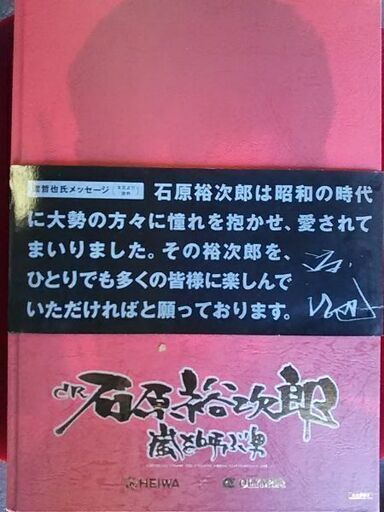 渡哲也氏メッセージ
石原裕次郎は昭和の時代
に大勢の方々に憧れを抱かせ、愛されて
まいりました。その裕次郎を、
ひとりでも多くの皆様に楽しんで
いただければと願っております。
CR
石原裕次郎
嵐を呼ぶ男
HEIWA
OLYMPIA